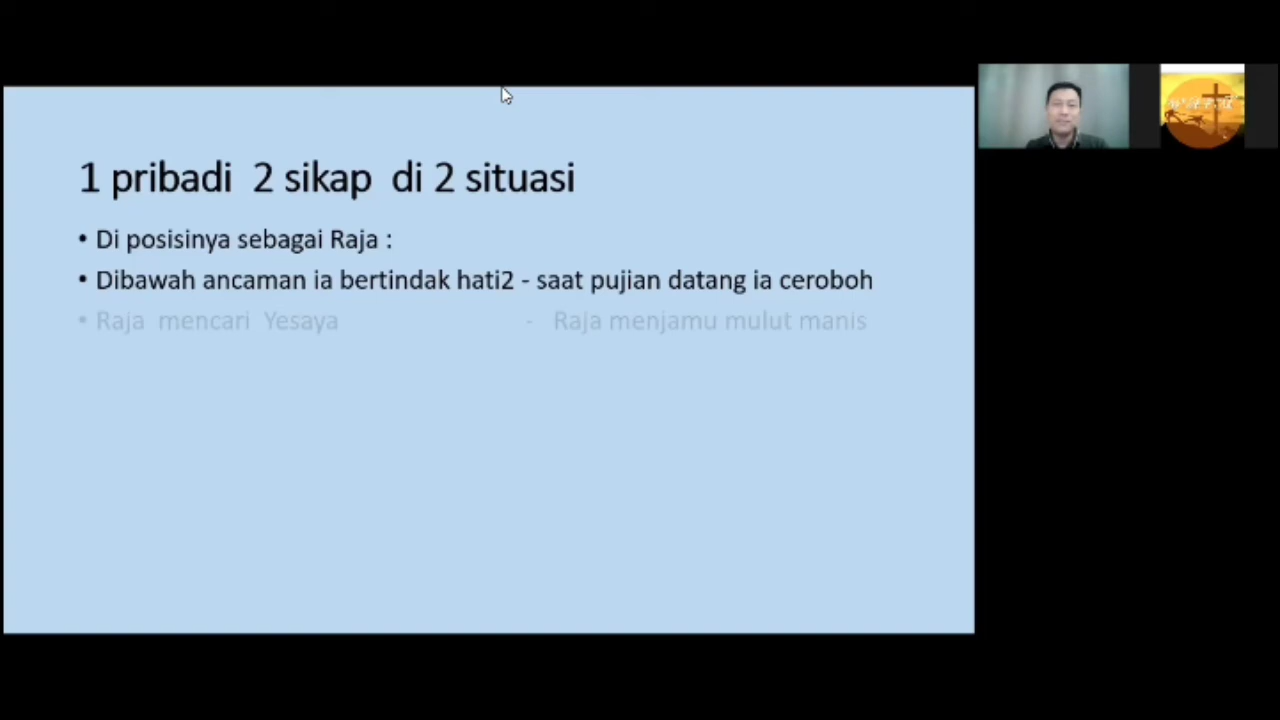 1 pribadi 2 sikap di 2 situasi
• Di posisinya sebagai Raja :
• Dibawah ancaman ia bertindak hati2 - saat pujian datang ia ceroboh
• Raja mencari Yesaya - Raja menjamu mulut manis